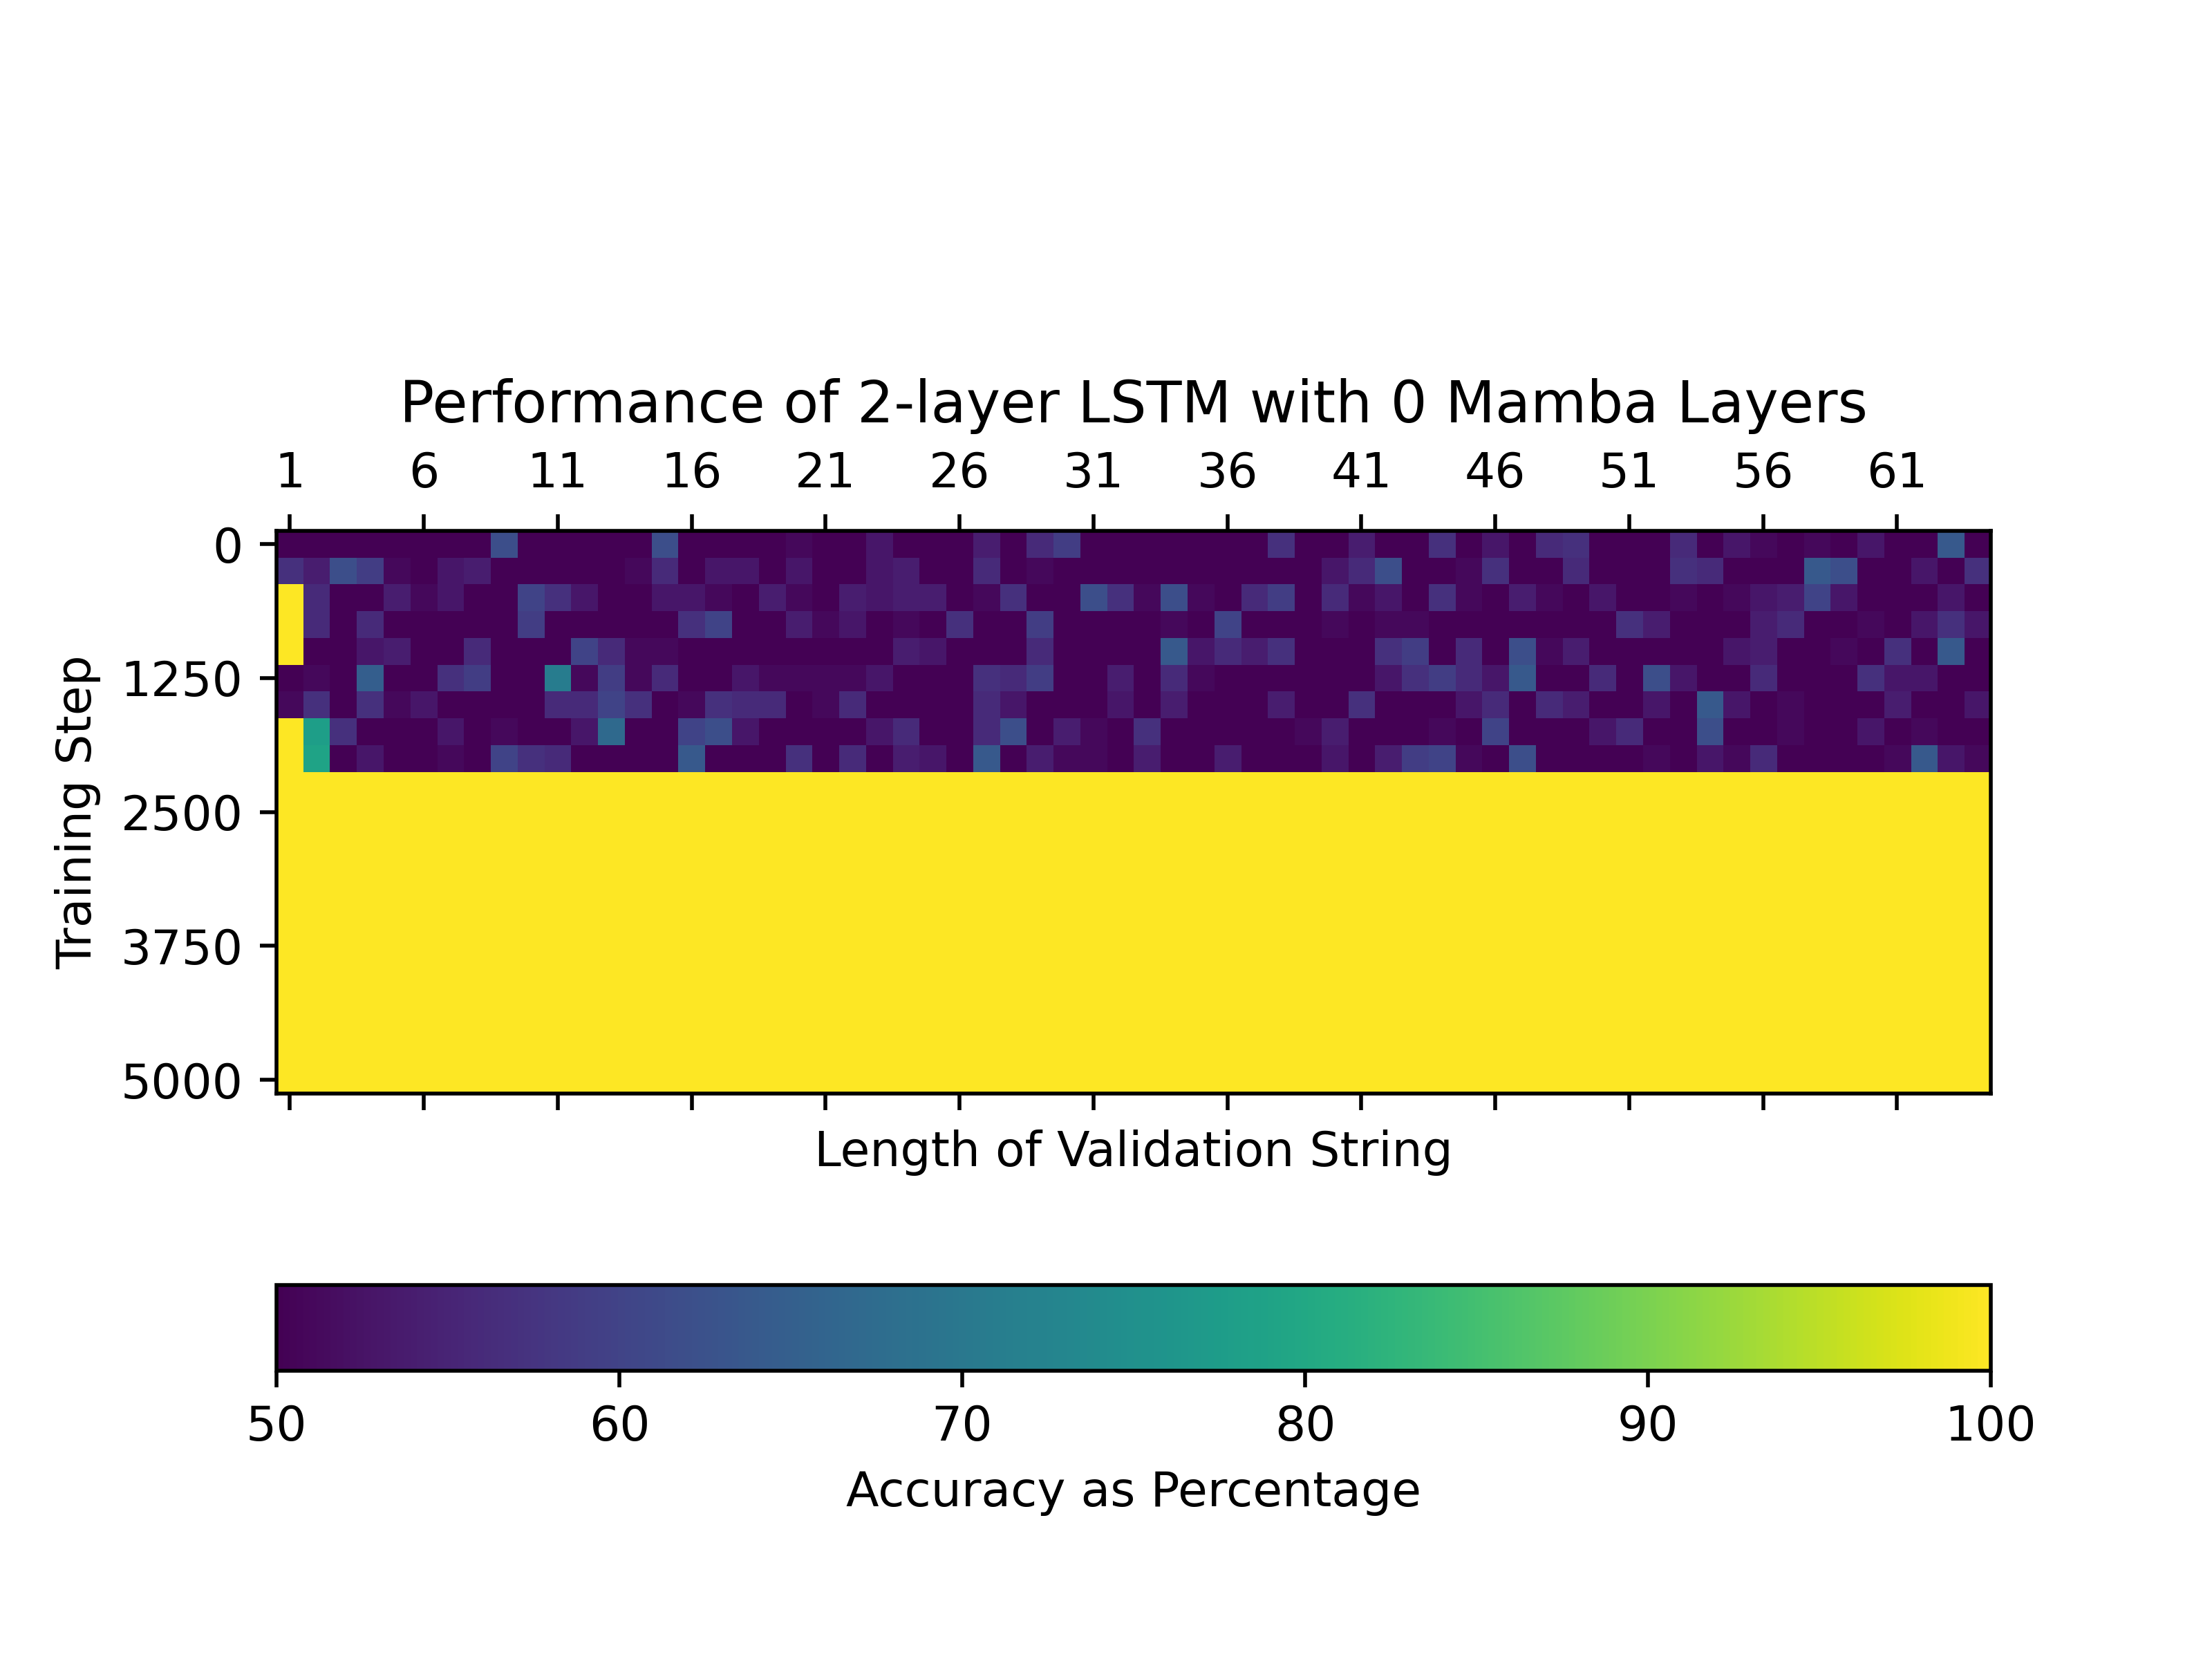 Performance of 2-layer LSTM with 0 Mamba Layers
1 6 11 16 21 26 31 36 41 46 51 56 61
0
1250
2500
3750
5000
Training Step
Length of Validation String
50 60 70 80 90 100
Accuracy as Percentage